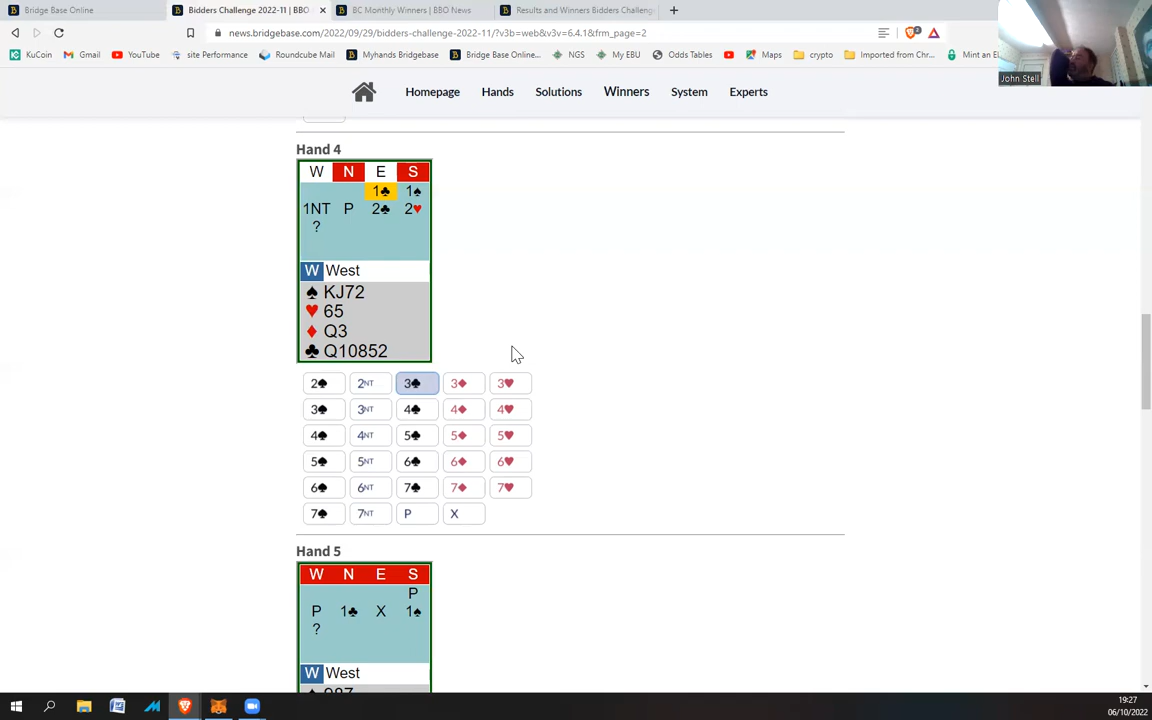 Bridge Base Online
Bidders Challenge 2022-11 | BBO
BC Monthly Winners | BBO News
Results and Winners Bidders Challenge
news.bridgebase.com/2022/09/29/bidders-challenge-2022-11/?v3b=web&v3v=6.4.1&frm_page=2
KuCoin
Gmail
YouTube
site Performance
Roundcube Mail
Myhands Bridgebase
Bridge Base Online...
NGS
My EBU
Odds Tables
Maps
crypto
Imported from Chr...
Mint an E
John Stell
Homepage
Hands
Solutions
Winners
System
Experts
Hand 4
W N E S
1♣ 1♠
1NT P 2♣ 2♥
?
W West
♠ KJ72
♥ 65
♦ Q3
♣ Q10852
2♠ 2NT 3♣ 3♦ 3♥
3♠ 3NT 4♣ 4♦ 4♥
4♠ 4NT 5♣ 5♦ 5♥
5♠ 5NT 6♣ 6♦ 6♥
6♠ 6NT 7♣ 7♦ 7♥
7♠ 7NT P X
Hand 5
W N E S
P
P 1♣ X 1♠
?
W West
♠ 987
19:27
06/10/2022